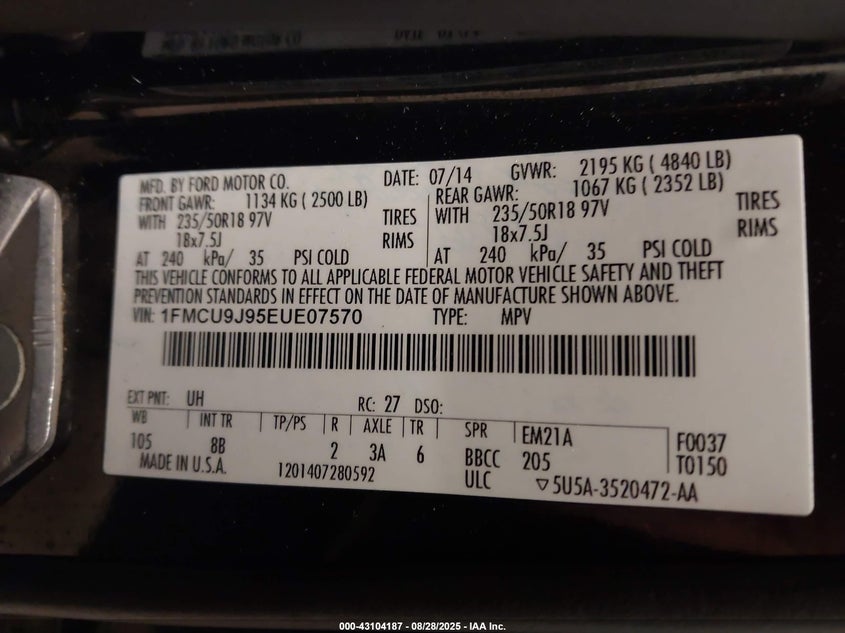 MFD. BY FORD MOTOR CO. DATE: 07/14 GVWR: 2195 KG ( 4840 LB)
FRONT GAWR: 1134 KG ( 2500 LB) REAR GAWR: 1067 KG ( 2352 LB)
WITH 235/50R18 97V TIRES WITH 235/50R18 97V TIRES
18x7.5J RIMS 18x7.5J RIMS
AT 240 kPa/ 35 PSI COLD AT 240 kPa/ 35 PSI COLD
THIS VEHICLE CONFORMS TO ALL APPLICABLE FEDERAL MOTOR VEHICLE SAFETY AND THEFT
PREVENTION STANDARDS IN EFFECT ON THE DATE OF MANUFACTURE SHOWN ABOVE.
VIN: 1FMCU9J95EUE07570 TYPE: MPV
EXT PNT: UH RC: 27 DSO:
WB INT TR TP/PS R AXLE TR SPR EM21A F0037
105 8B 2 3A 6 BBCC 205 T0150
MADE IN U.S.A. 1201407280592 ULC ▽5U5A-3520472-AA
000-43104187 - 08/28/2025 - IAA Inc.